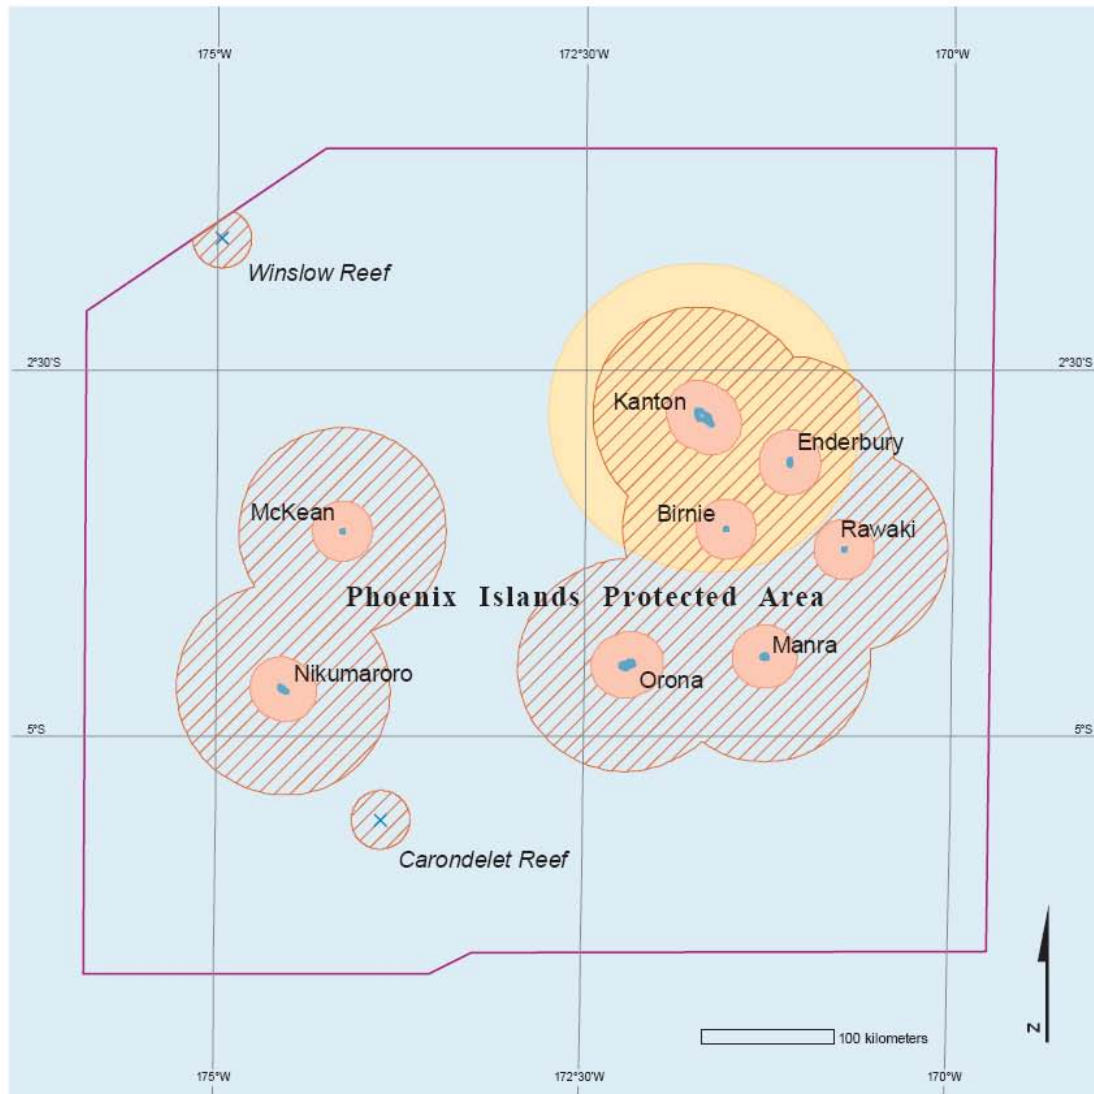 175°W
172°30'W
170°W
Winslow Reef
2°30'S
2°30'S
Kanton
Enderbury
McKean
Birnie
Rawaki
Phoenix Islands Protected Area
Manra
Nikumaroro
Orona
5°S
5°S
Carondelet Reef
N
100 kilometers
175°W
172°30'W
170°W